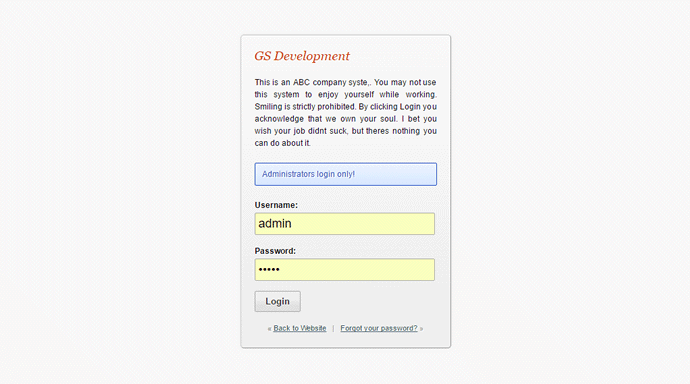 GS Development
This is an ABC company syste,. You may not use
this system to enjoy yourself while working.
Smiling is strictly prohibited. By clicking Login you
acknowledge that we own your soul. I bet you
wish your job didnt suck, but theres nothing you
can do about it.
Administrators login only!
Username:
admin
Password:
•••••
Login
« Back to Website | Forgot your password? »